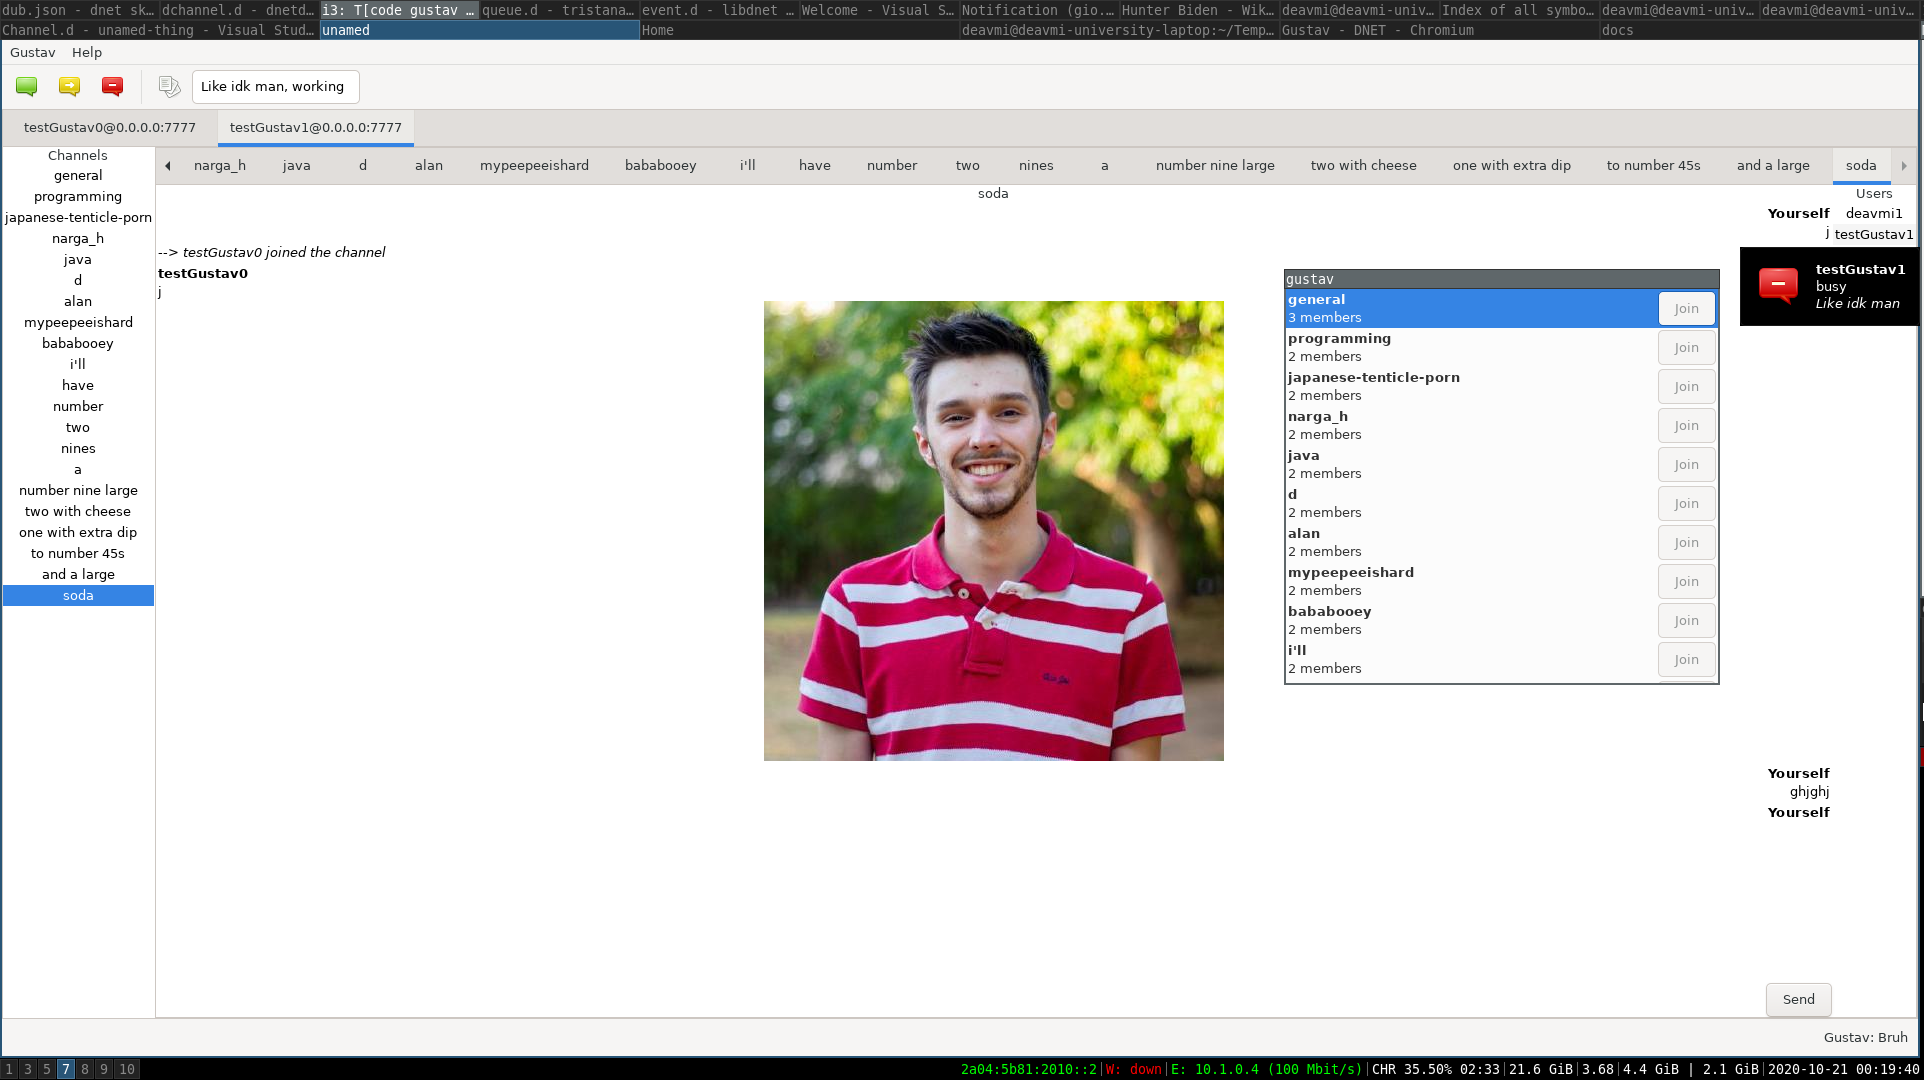 dub.json - dnet sk… dchannel.d - dnetd… i3: T[code gustav … queue.d - tristana… event.d - libdnet … Welcome - Visual S… Notification (gio.… Hunter Biden - Wik… deavmi@deavmi-univ… Index of all symbo… deavmi@deavmi-univ… deavmi@deavmi-univ…
Channel.d - unamed-thing - Visual Stud… unamed Home deavmi@deavmi-university-laptop:~/Temp… Gustav - DNET - Chromium docs
Gustav Help
Like idk man, working
testGustav0@0.0.0.0:7777 testGustav1@0.0.0.0:7777
Channels
general
programming
japanese-tenticle-porn
narga_h
java
d
alan
mypeepeeishard
bababooey
i'll
have
number
two
nines
a
number nine large
two with cheese
one with extra dip
to number 45s
and a large
soda
narga_h java d alan mypeepeeishard bababooey i'll have number two nines a number nine large two with cheese one with extra dip to number 45s and a large soda
soda
--> testGustav0 joined the channel
testGustav0
j
Yourself
j
Users
deavmi1
testGustav1
testGustav1
busy
Like idk man
gustav
general
3 members
Join
programming
2 members
Join
japanese-tenticle-porn
2 members
Join
narga_h
2 members
Join
java
2 members
Join
d
2 members
Join
alan
2 members
Join
mypeepeeishard
2 members
Join
bababooey
2 members
Join
i'll
2 members
Join
Yourself
ghjghj
Yourself
Send
Gustav: Bruh
1 3 5 7 8 9 10 2a04:5b81:2010::2|W: down|E: 10.1.0.4 (100 Mbit/s)|CHR 35.50% 02:33|21.6 GiB|3.68|4.4 GiB | 2.1 GiB|2020-10-21 00:19:40